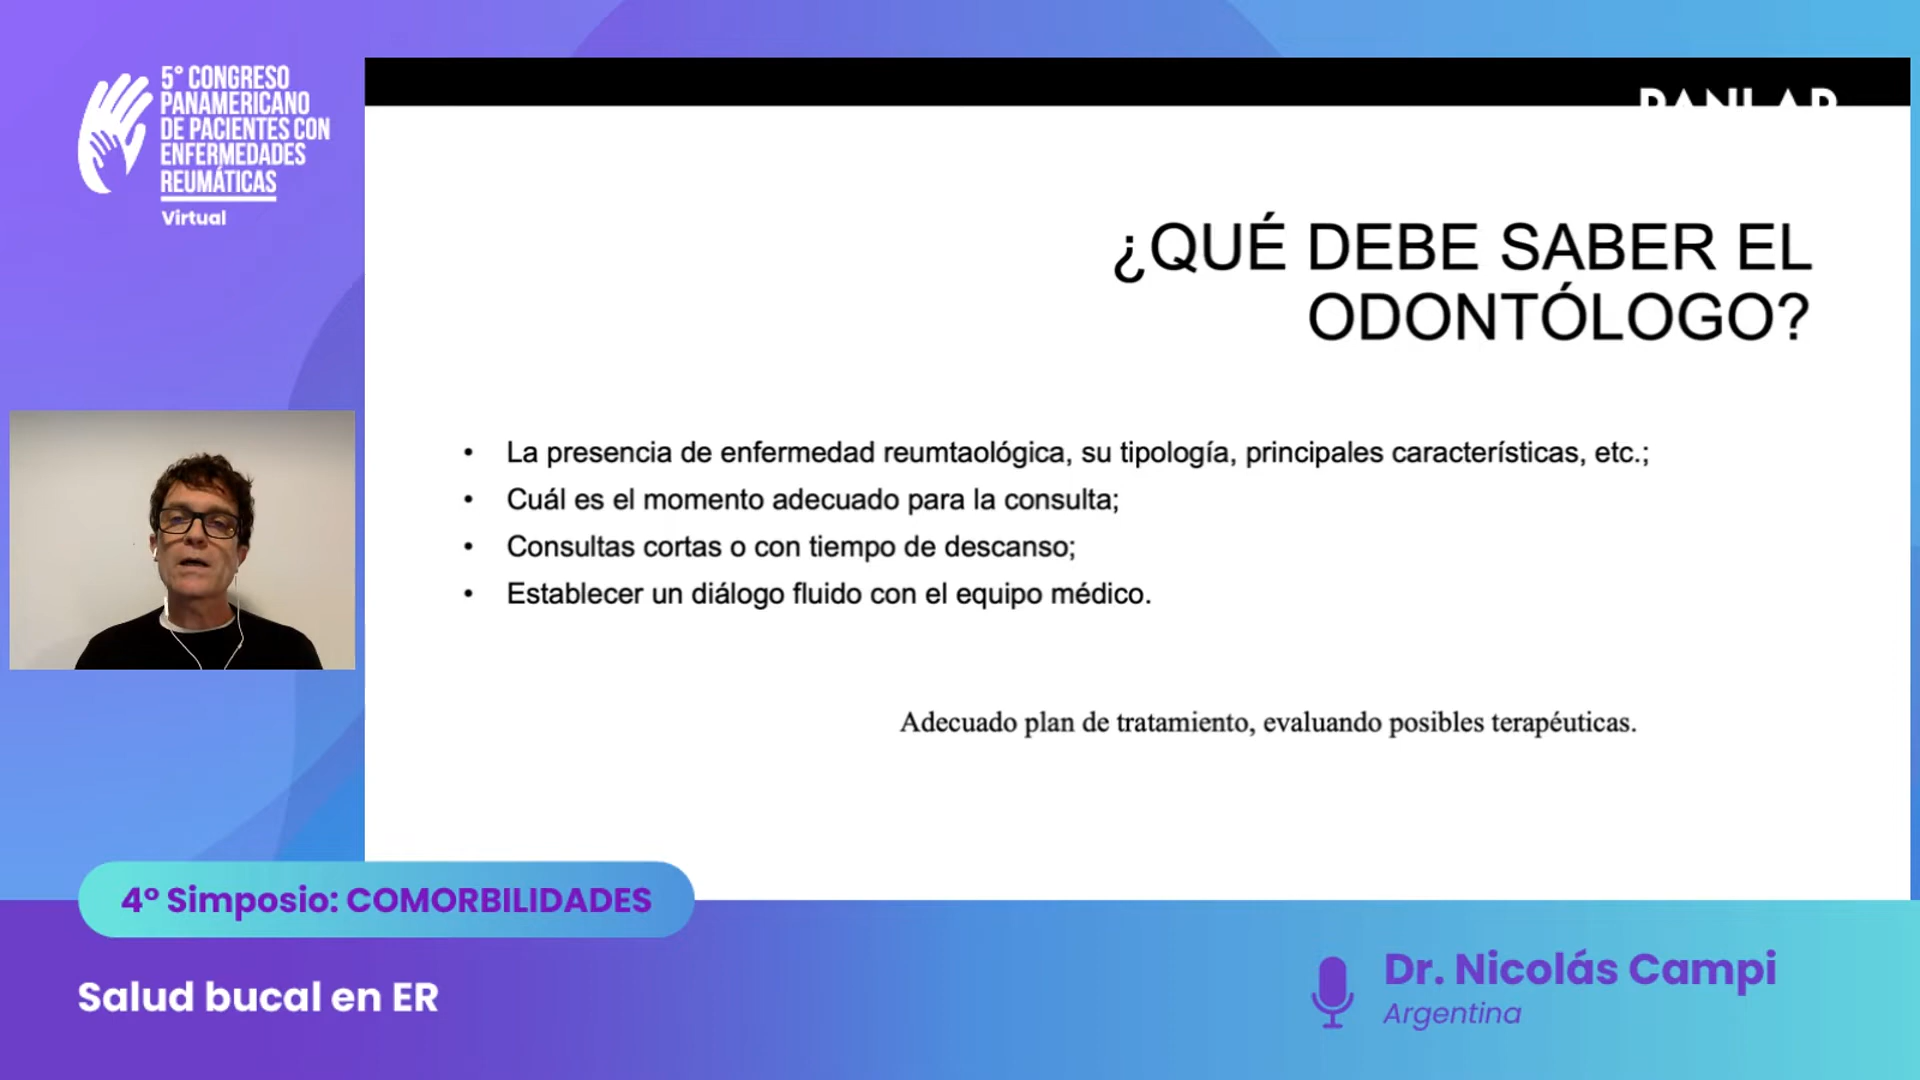 5° CONGRESO
PANAMERICANO
DE PACIENTES CON
ENFERMEDADES
REUMÁTICAS
Virtual
¿QUÉ DEBE SABER EL
ODONTÓLOGO?
• La presencia de enfermedad reumtaológica, su tipología, principales características, etc.;
• Cuál es el momento adecuado para la consulta;
• Consultas cortas o con tiempo de descanso;
• Establecer un diálogo fluido con el equipo médico.
Adecuado plan de tratamiento, evaluando posibles terapéuticas.
4° Simposio: COMORBILIDADES
Salud bucal en ER
Dr. Nicolás Campi
Argentina